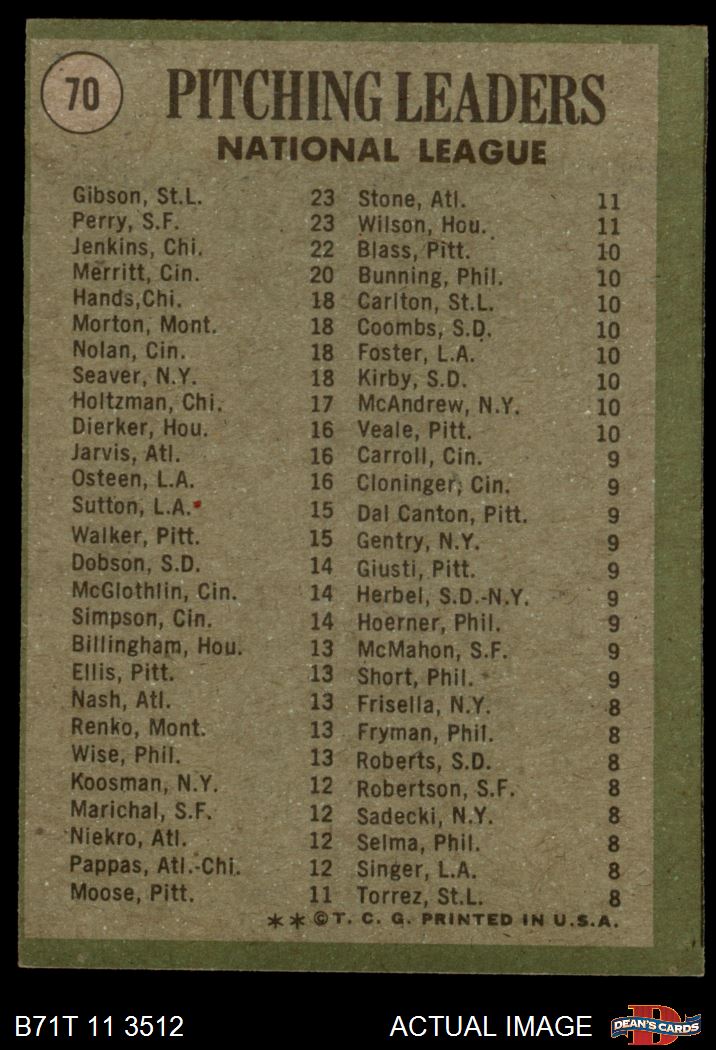 70
PITCHING LEADERS
NATIONAL LEAGUE
Gibson, St.L. 23
Perry, S.F. 23
Jenkins, Chi. 22
Merritt, Cin. 20
Hands,Chi. 18
Morton, Mont. 18
Nolan, Cin. 18
Seaver, N.Y. 18
Holtzman, Chi. 17
Dierker, Hou. 16
Jarvis, Atl. 16
Osteen, L.A. 16
Sutton, L.A. 15
Walker, Pitt. 15
Dobson, S.D. 14
McGlothlin, Cin. 14
Simpson, Cin. 14
Billingham, Hou. 13
Ellis, Pitt. 13
Nash, Atl. 13
Renko, Mont. 13
Wise, Phil. 13
Koosman, N.Y. 12
Marichal, S.F. 12
Niekro, Atl. 12
Pappas, Atl.-Chi. 12
Moose, Pitt. 11
Stone, Atl. 11
Wilson, Hou. 11
Blass, Pitt. 10
Bunning, Phil. 10
Carlton, St.L. 10
Coombs, S.D. 10
Foster, L.A. 10
Kirby, S.D. 10
McAndrew, N.Y. 10
Veale, Pitt. 10
Carroll, Cin. 9
Cloninger, Cin. 9
Dal Canton, Pitt. 9
Gentry, N.Y. 9
Giusti, Pitt. 9
Herbel, S.D.-N.Y. 9
Hoerner, Phil. 9
McMahon, S.F. 9
Short, Phil. 9
Frisella, N.Y. 8
Fryman, Phil. 8
Roberts, S.D. 8
Robertson, S.F. 8
Sadecki, N.Y. 8
Selma, Phil. 8
Singer, L.A. 8
Torrez, St.L. 8
**©T. C. G. PRINTED IN U.S.A.
B71T 11 3512
ACTUAL IMAGE
D
DEAN'S CARDS